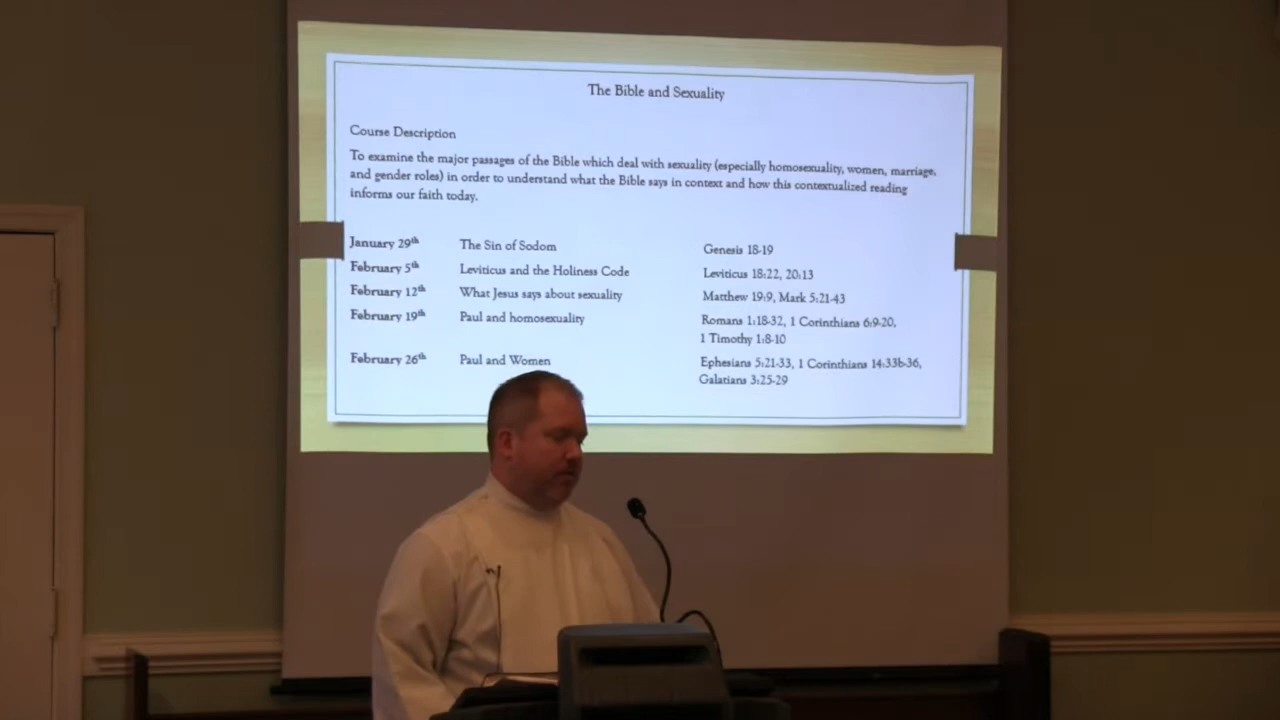 The Bible and Sexuality
Course Description
To examine the major passages of the Bible which deal with sexuality (especially homosexuality, women, marriage,
and gender roles) in order to understand what the Bible says in context and how this contextualized reading
informs our faith today.
January 29th The Sin of Sodom Genesis 18-19
February 5th Leviticus and the Holiness Code Leviticus 18:22, 20:13
February 12th What Jesus says about sexuality Matthew 19:9, Mark 5:21-43
February 19th Paul and homosexuality Romans 1:18-32, 1 Corinthians 6:9-20,
1 Timothy 1:8-10
February 26th Paul and Women Ephesians 5:21-33, 1 Corinthians 14:33b-36,
Galatians 3:25-29